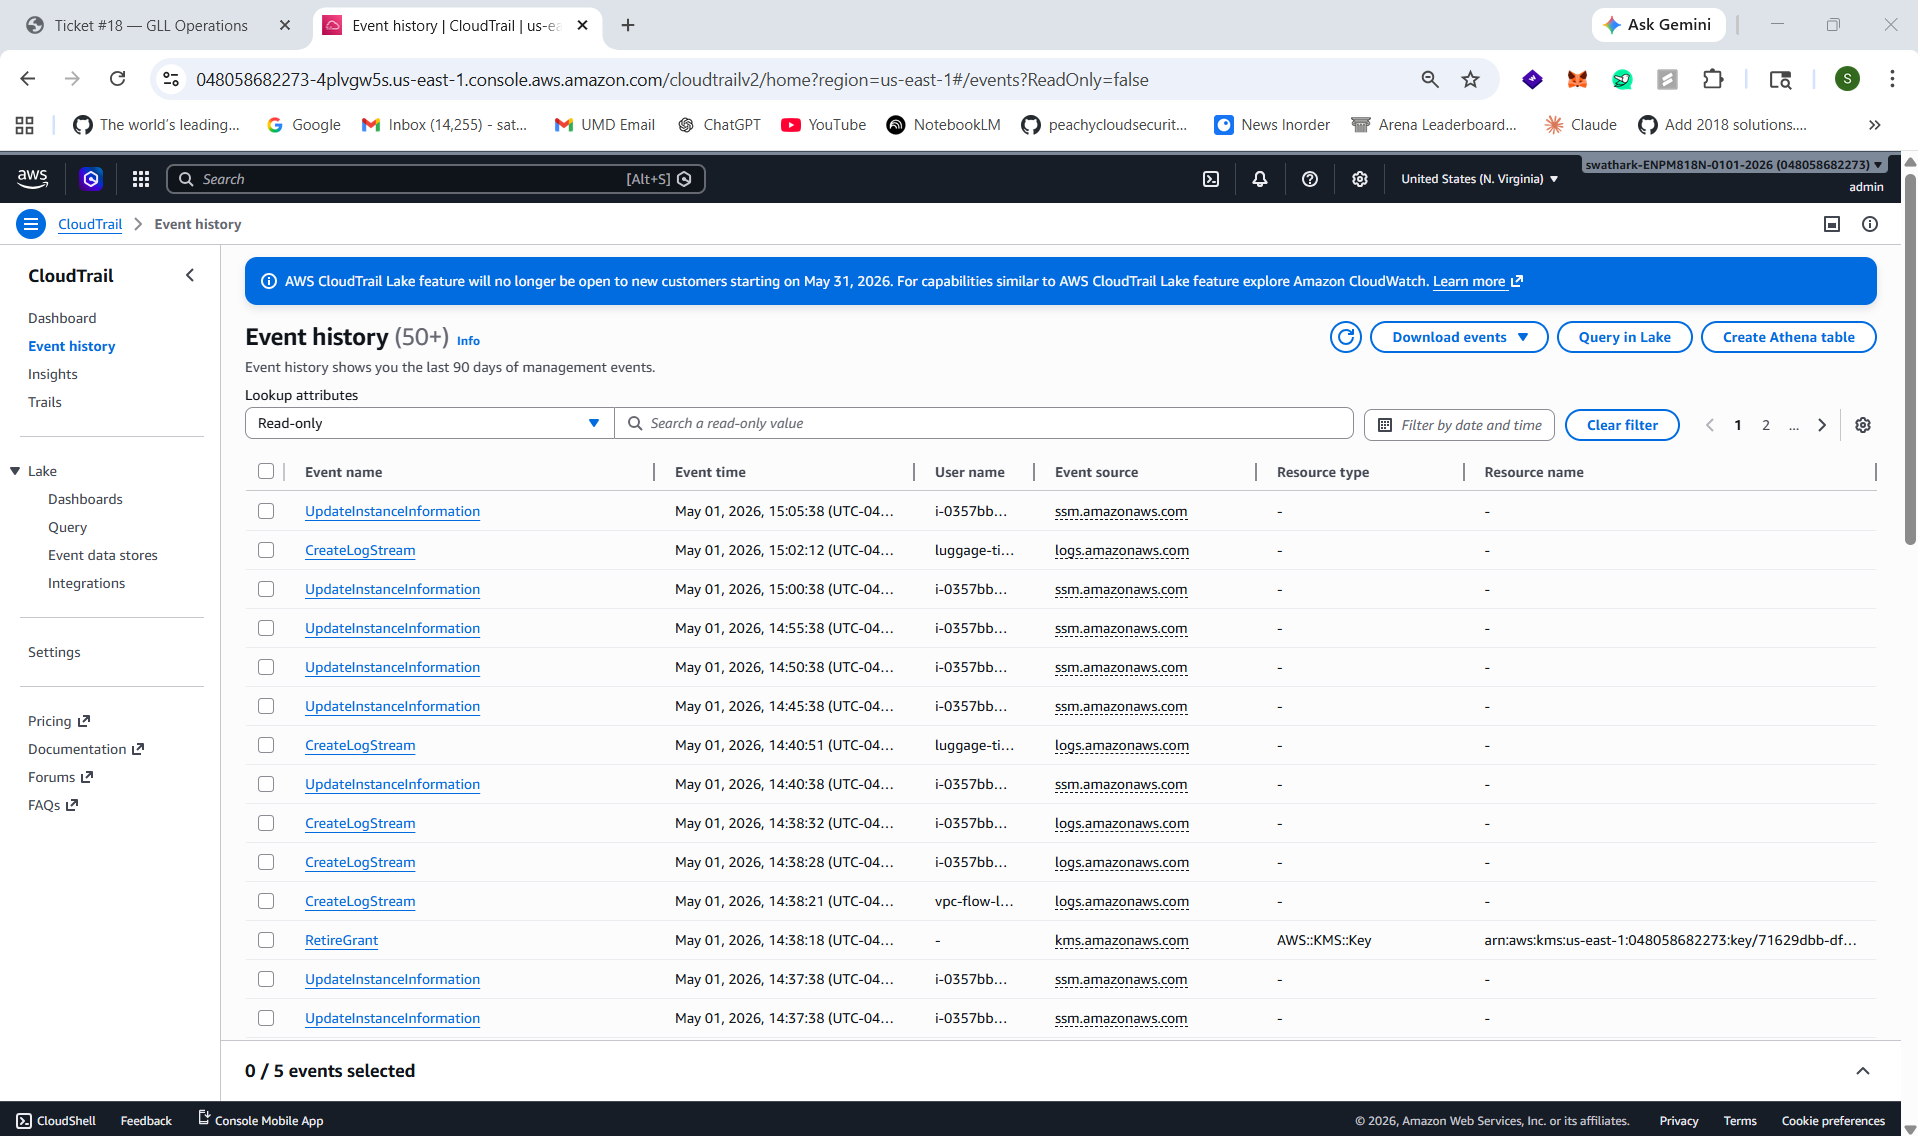 Ticket #18 — GLL Operations
Event history | CloudTrail | us-ea
Ask Gemini
048058682273-4plvgw5s.us-east-1.console.aws.amazon.com/cloudtrailv2/home?region=us-east-1#/events?ReadOnly=false
S
The world's leading...
Google
Inbox (14,255) - sat...
UMD Email
ChatGPT
YouTube
NotebookLM
peachycloudsecurit...
News Inorder
Arena Leaderboard...
Claude
Add 2018 solutions....
aws
Search
[Alt+S]
United States (N. Virginia)
swathark-ENPM818N-0101-2026 (048058682273)
admin
CloudTrail
Event history
CloudTrail
Dashboard
Event history
Insights
Trails
Lake
Dashboards
Query
Event data stores
Integrations
Settings
Pricing
Documentation
Forums
FAQs
AWS CloudTrail Lake feature will no longer be open to new customers starting on May 31, 2026. For capabilities similar to AWS CloudTrail Lake feature explore Amazon CloudWatch. Learn more
Event history (50+) Info
Download events
Query in Lake
Create Athena table
Event history shows you the last 90 days of management events.
Lookup attributes
Read-only
Search a read-only value
Filter by date and time
Clear filter
1 2 ...
Event name Event time User name Event source Resource type Resource name
UpdateInstanceInformation May 01, 2026, 15:05:38 (UTC-04... i-0357bb... ssm.amazonaws.com - -
CreateLogStream May 01, 2026, 15:02:12 (UTC-04... luggage-ti... logs.amazonaws.com - -
UpdateInstanceInformation May 01, 2026, 15:00:38 (UTC-04... i-0357bb... ssm.amazonaws.com - -
UpdateInstanceInformation May 01, 2026, 14:55:38 (UTC-04... i-0357bb... ssm.amazonaws.com - -
UpdateInstanceInformation May 01, 2026, 14:50:38 (UTC-04... i-0357bb... ssm.amazonaws.com - -
UpdateInstanceInformation May 01, 2026, 14:45:38 (UTC-04... i-0357bb... ssm.amazonaws.com - -
CreateLogStream May 01, 2026, 14:40:51 (UTC-04... luggage-ti... logs.amazonaws.com - -
UpdateInstanceInformation May 01, 2026, 14:40:38 (UTC-04... i-0357bb... ssm.amazonaws.com - -
CreateLogStream May 01, 2026, 14:38:32 (UTC-04... i-0357bb... logs.amazonaws.com - -
CreateLogStream May 01, 2026, 14:38:28 (UTC-04... i-0357bb... logs.amazonaws.com - -
CreateLogStream May 01, 2026, 14:38:21 (UTC-04... vpc-flow-l... logs.amazonaws.com - -
RetireGrant May 01, 2026, 14:38:18 (UTC-04... - kms.amazonaws.com AWS::KMS::Key arn:aws:kms:us-east-1:048058682273:key/71629dbb-df...
UpdateInstanceInformation May 01, 2026, 14:37:38 (UTC-04... i-0357bb... ssm.amazonaws.com - -
UpdateInstanceInformation May 01, 2026, 14:37:38 (UTC-04... i-0357bb... ssm.amazonaws.com - -
0 / 5 events selected
CloudShell
Feedback
Console Mobile App
© 2026, Amazon Web Services, Inc. or its affiliates.
Privacy
Terms
Cookie preferences